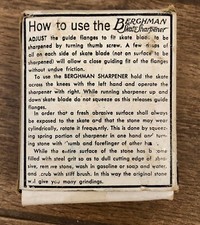 How to use the BERGHMAN
Skate Sharpener
ADJUST the guide flanges to fit skate blade to be
sharpened by turning thumb screw. A few drops of
oil on each side of skate blade (not on surface to be
sharpened) will allow a close guiding fit of the flanges
without undue friction.
To use the BERGHMAN SHARPENER hold the skate
across the knees with the left hand and operate the
sharpener with right. While running sharpener up and
down skate blade do not squeeze as this releases guide
flanges.
In order that a fresh abrasive surface shall always
be exposed to the skate and that the stone may wear
cylindrically, rotate it frequently. This is done by squeez-
ing spring portion of sharpener in one hand and turn-
ing stone with thumb and forefinger of other hand.
While the entire surface of the stone has become
filled with steel grit so as to dull cutting edge of abra-
sive, remove stone, wash in gasoline or soap and water,
and scrub with stiff brush. In this way the original stone
will give you many grindings.